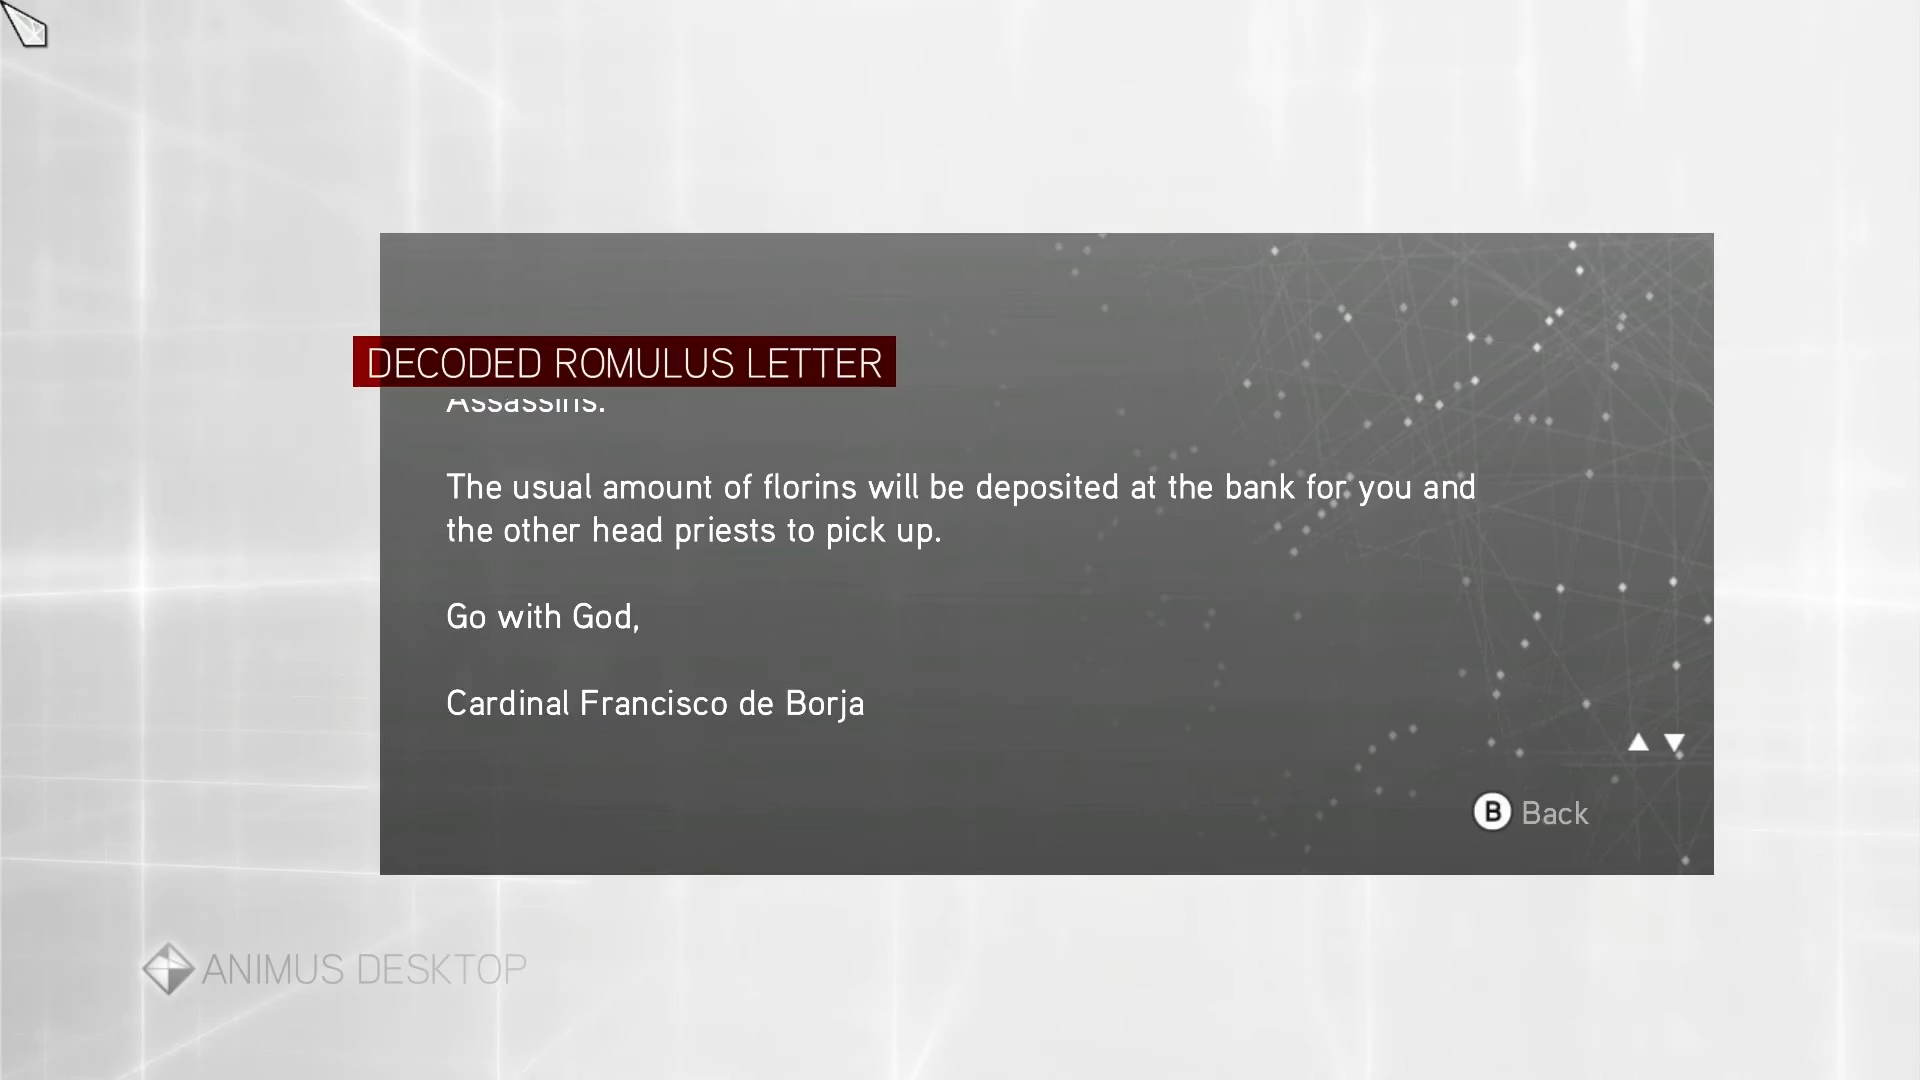 DECODED ROMULUS LETTER
Assassins.
The usual amount of florins will be deposited at the bank for you and
the other head priests to pick up.
Go with God,
Cardinal Francisco de Borja
B Back
ANIMUS DESKTOP